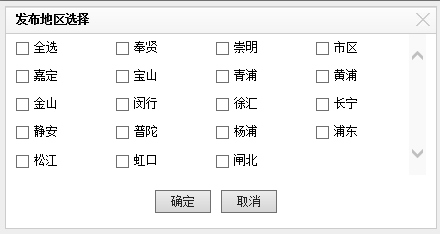 发布地区选择
全选 奉贤 崇明 市区
嘉定 宝山 青浦 黄浦
金山 闵行 徐汇 长宁
静安 普陀 杨浦 浦东
松江 虹口 闸北
确定 取消